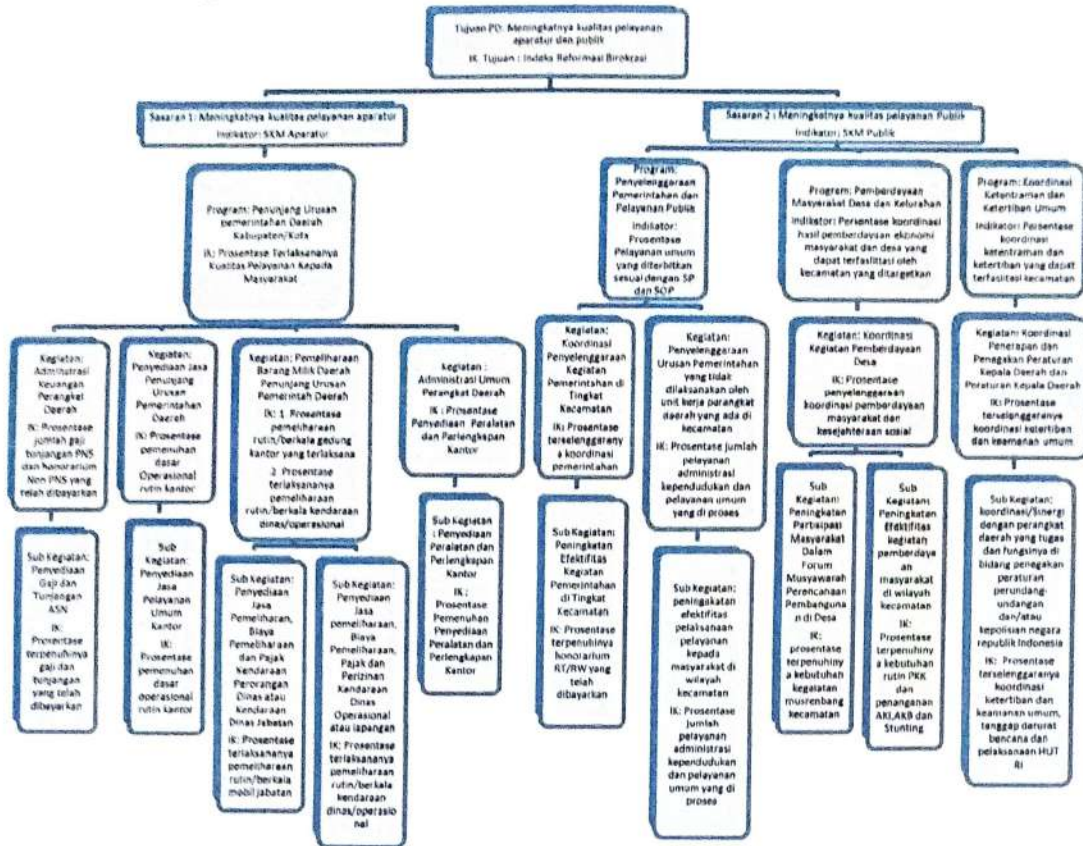 Tujuan PD: Meningkatnya kualitas pelayanan
aparatur dan publik
IK Tujuan : Indeks Reformasi Birokrasi
Sasaran 1: Meningkatnya kualitas pelayanan aparatur
Indikator: SKM Aparatur
Sasaran 2 : Meningkatnya kualitas pelayanan Publik
Indikator: SKM Publik
Program: Penunjang Urusan
pemerintahan Daerah
Kabupaten/Kota
IK: Prosentase Terlaksananya
Kualitas Pelayanan Kepada
Masyarakat
Program:
Penyelenggaraan
Pemerintahan dan
Pelayanan Publik
Indikator:
Prosentase
Pelayanan umum
yang diterbitkan
sesuai dengan SP
dan SOP
Program: Pemberdayaan
Masyarakat Desa dan Kelurahan
Indikator: Persentase koordinasi
hasil pemberdayaan ekonomi
masyarakat dan desa yang
dapat terfasilitasi oleh
kecamatan yang ditargetkan
Program: Koordinasi
Ketentraman dan
Ketertiban Umum
Indikator: Persentase
koordinasi
ketentraman dan
ketertiban yang dapat
terfasilitasi kecamatan
Kegiatan:
Administrasi
Keuangan
Perangkat
Daerah
IK: Prosentase
jumlah gaji
tunjangan PNS
dan honorarium
Non PNS yang
telah dibayarkan
Kegiatan:
Penyediaan Jasa
Penunjang
Urusan
Pemerintahan
Daerah
IK: Prosentase
pemenuhan
dasar
Operasional
rutin kantor
Kegiatan: Pemeliharaan
Barang Milik Daerah
Penunjang Urusan
Pemerintah Daerah
IK: 1 Prosentase
pemeliharaan
rutin/berkala gedung
kantor yang terlaksana
2 Prosentase
terlaksananya
pemeliharaan
rutin/berkala kendaraan
dinas/operasional
Kegiatan :
Administrasi Umum
Perangkat Daerah
IK : Prosentase
Penyediaan Peralatan
dan Perlengkapan
Kantor
Kegiatan:
Koordinasi
Penyelenggaraan
Kegiatan
Pemerintahan di
Tingkat
Kecamatan
IK: Prosentase
terselenggarany
a koordinasi
pemerintahan
Kegiatan:
Penyelenggaraan
Urusan Pemerintahan
yang tidak
dilaksanakan oleh
unit kerja perangkat
daerah yang ada di
kecamatan
IK: Prosentase jumlah
pelayanan
administrasi
kependudukan dan
pelayanan umum
yang di proses
Kegiatan: Koordinasi
Kegiatan Pemberdayaan
Desa
IK: Prosentase
penyelenggaraan
koordinasi pemberdayaan
masyarakat dan
kesejahteraan sosial
Kegiatan: Koordinasi
Penerapan dan
Penegakan Peraturan
Kepala Daerah dan
Peraturan Kepala Daerah
IK: Prosentase
terselenggaranya
koordinasi ketertiban
dan keamanan umum
Sub Kegiatan:
Penyediaan
Gaji dan
Tunjangan
ASN
IK:
Prosentase
terpenuhinya
gaji dan
tunjangan
yang telah
dibayarkan
Sub
Kegiatan:
Penyediaan
Jasa
Pelayanan
Umum
Kantor
IK:
Prosentase
pemenuhan
dasar
operasional
rutin kantor
Sub Kegiatan:
Penyediaan
Jasa
Pemeliharan,
Biaya
Pemeliharaan
dan Pajak
Kendaraan
Perorangan
Dinas atau
Kendaraan
Dinas Jabatan
IK: Prosentase
terlaksananya
pemeliharaan
rutin/berkala
mobil jabatan
Sub Kegiatan:
Penyediaan
Jasa
pemeliharaan,
Biaya
Pemeliharaan,
Pajak dan
Perizinan
Kendaraan
Dinas
Operasional
atau lapangan
IK: Prosentase
terlaksananya
pemeliharaan
rutin/berkala
kendaraan
dinas/operasio
nal
Sub Kegiatan
: Penyediaan
Peralatan dan
Perlengkapan
Kantor
IK :
Prosentase
Pemenuhan
Penyediaan
Peralatan dan
Perlengkapan
Kantor
Sub
Kegiatan:
Peningkatan
Efektifitas
Kegiatan
Pemerintahan
di Tingkat
Kecamatan
IK: Prosentase
terpenuhinya
honorarium
RT/RW yang
telah
dibayarkan
Sub Kegiatan:
peningakatan
efektifitas
pelaksanaan
pelayanan
kepada
masyarakat di
wilayah
kecamatan
IK: Prosentase
Jumlah
pelayanan
administrasi
kependudukan
dan pelayanan
umum yang di
proses
Sub
Kegiatan:
Peningkatan
Partisipasi
Masyarakat
Dalam
Forum
Musyawarah
Perencanaan
Pembanguna
n di Desa
IK:
prosentase
terpenuhiny
a kebutuhan
kegaiatan
musrenbang
kecamatan
Sub
Kegiatan:
Peningkatan
Efektifitas
kegiatan
pemberdaya
an
masyarakat
di wilayah
kecamatan
IK:
Prosentase
terpenuhiny
a kebutuhan
rutin PKK
dan
penanganan
AKI,AKB dan
Stunting
Sub Kegiatan:
koordinasi/Sinergi
dengan perangkat
daerah yang tugas
dan fungsinya di
bidang penegakan
peraturan
perundang-
undangan
dan/atau
kepolisian negara
republik Indonesia
IK: Prosentase
terselenggaranya
koordinasi
ketertiban dan
keamanan umum,
tanggap darurat
bencana dan
pelaksanaan HUT
RI